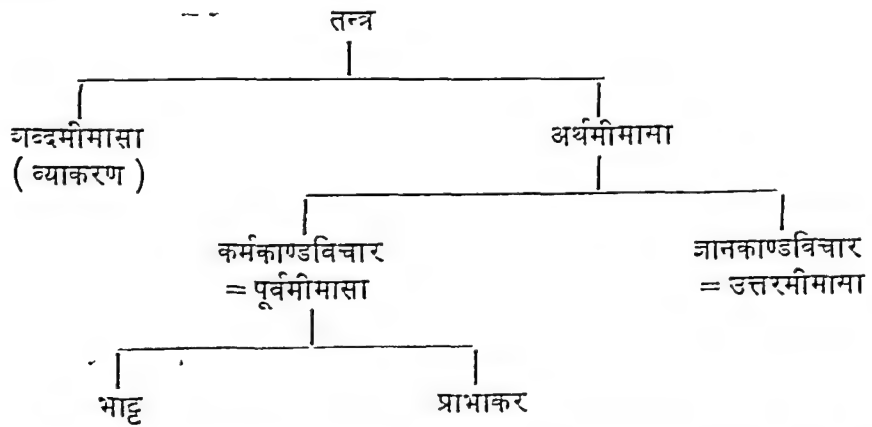 तन्त्र
शब्दमीमासा
( व्याकरण )
अर्थमीमासा
कर्मकाण्डविचार
= पूर्वमीमासा
ज्ञानकाण्डविचार
= उत्तरमीमासा
भाट्ट
प्राभाकर